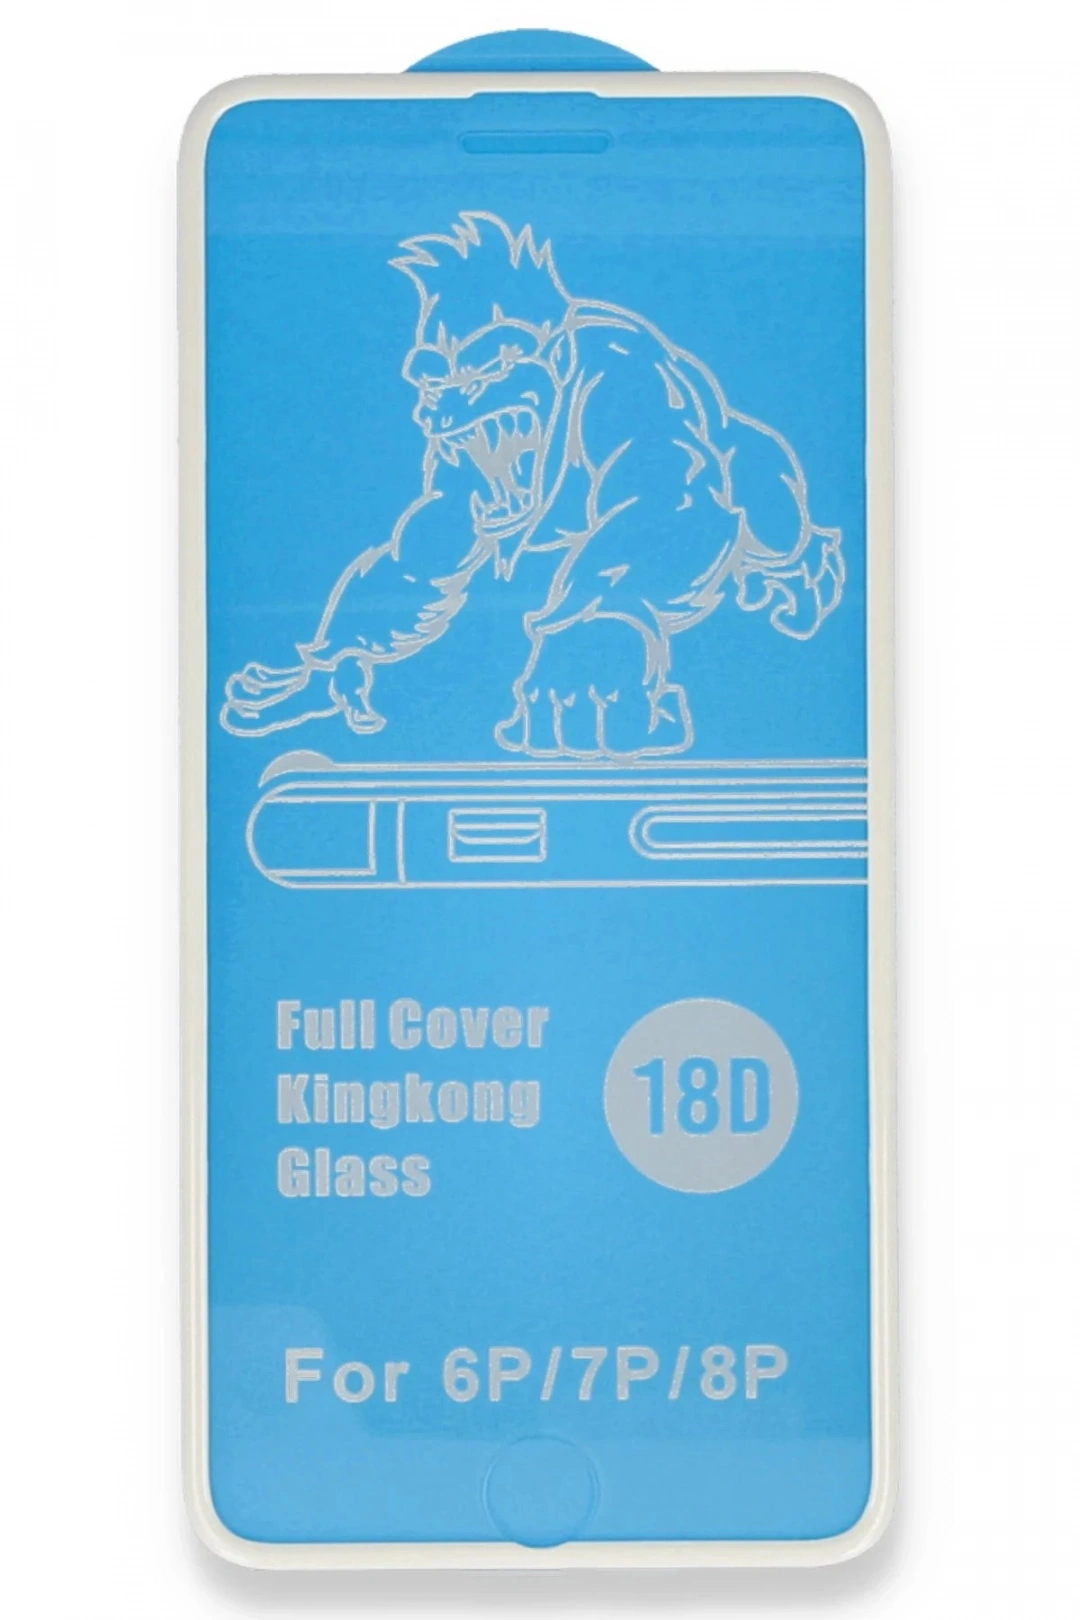 Full Cover
Kingkong
Glass
18D
For 6P/7P/8P